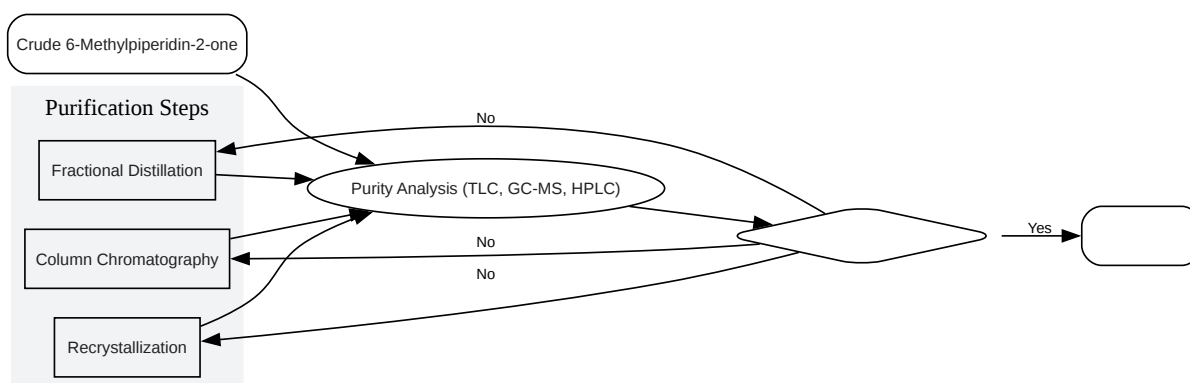 Crude 6-Methylpiperidin-2-one
Purification Steps
No
Fractional Distillation
Purity Analysis (TLC, GC-MS, HPLC)
Yes
No
Column Chromatography
No
Recrystallization